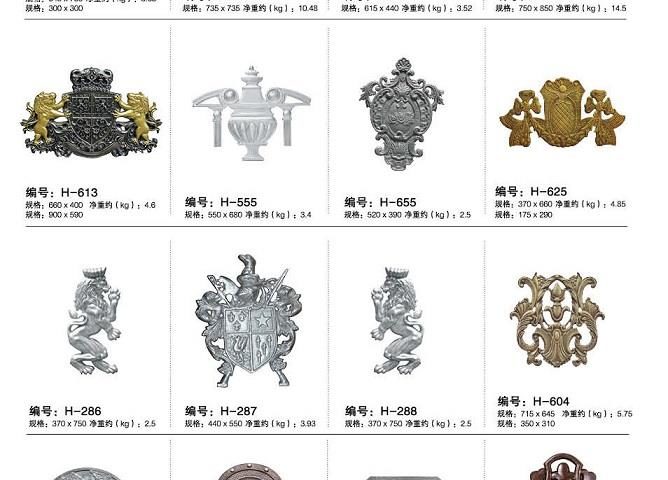 规格：300 x 300
规格：735 x 735 净重约（kg）：10.48
规格：615 x 440 净重约（kg）：3.52
规格：750 x 850 净重约（kg）：14.5
编号：H-613
规格：660 x 400 净重约（kg）：4.6
规格：900 x 590
编号：H-555
规格：550 x 680 净重约（kg）：3.4
编号：H-655
规格：520 x 390 净重约（kg）：2.5
编号：H-625
规格：370 x 660 净重约（kg）：4.85
规格：175 x 290
编号：H-286
规格：370 x 750 净重约（kg）：2.5
编号：H-287
规格：440 x 550 净重约（kg）：3.93
编号：H-288
规格：370 x 750 净重约（kg）：2.5
编号：H-604
规格：715 x 645 净重约（kg）：5.75
规格：350 x 310